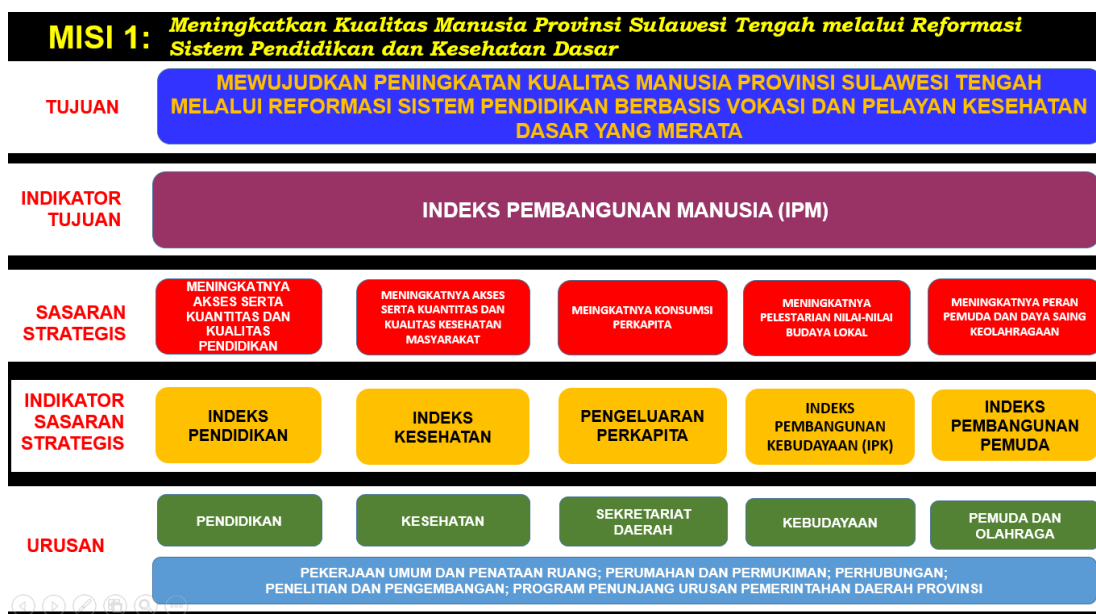 MISI 1: Meningkatkan Kualitas Manusia Provinsi Sulawesi Tengah melalui Reformasi
Sistem Pendidikan dan Kesehatan Dasar
TUJUAN
MEWUJUDKAN PENINGKATAN KUALITAS MANUSIA PROVINSI SULAWESI TENGAH
MELALUI REFORMASI SISTEM PENDIDIKAN BERBASIS VOKASI DAN PELAYAN KESEHATAN
DASAR YANG MERATA
INDIKATOR
TUJUAN
INDEKS PEMBANGUNAN MANUSIA (IPM)
SASARAN
STRATEGIS
MENINGKATNYA
AKSES SERTA
KUANTITAS DAN
KUALITAS
PENDIDIKAN
MENINGKATNYA AKSES
SERTA KUANTITAS DAN
KUALITAS KESEHATAN
MASYARAKAT
MEINGKATNYA KONSUMSI
PERKAPITA
MENINGKATNYA
PELESTARIAN NILAI-NILAI
BUDAYA LOKAL
MENINGKATNYA PERAN
PEMUDA DAN DAYA SAING
KEOLAHRAGAAN
INDIKATOR
SASARAN
STRATEGIS
INDEKS
PENDIDIKAN
INDEKS
KESEHATAN
PENGELUARAN
PERKAPITA
INDEKS
PEMBANGUNAN
KEBUDAYAAN (IPK)
INDEKS
PEMBANGUNAN
PEMUDA
URUSAN
PENDIDIKAN
KESEHATAN
SEKRETARIAT
DAERAH
KEBUDAYAAN
PEMUDA DAN
OLAHRAGA
PEKERJAAN UMUM DAN PENATAAN RUANG; PERUMAHAN DAN PERMUKIMAN; PERHUBUNGAN;
PENELITIAN DAN PENGEMBANGAN; PROGRAM PENUNJANG URUSAN PEMERINTAHAN DAERAH PROVINSI